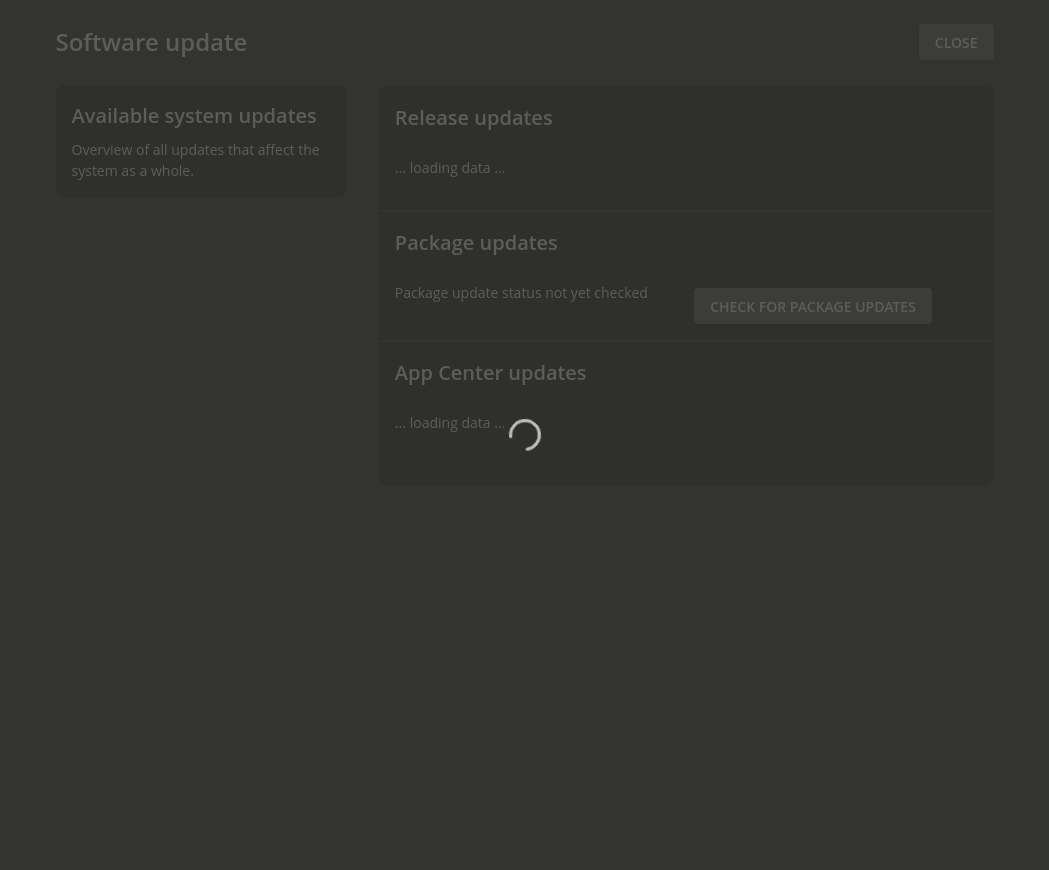 Software update
CLOSE
Available system updates
Overview of all updates that affect the
system as a whole.
Release updates
... loading data ...
Package updates
Package update status not yet checked
CHECK FOR PACKAGE UPDATES
App Center updates
... loading data ...